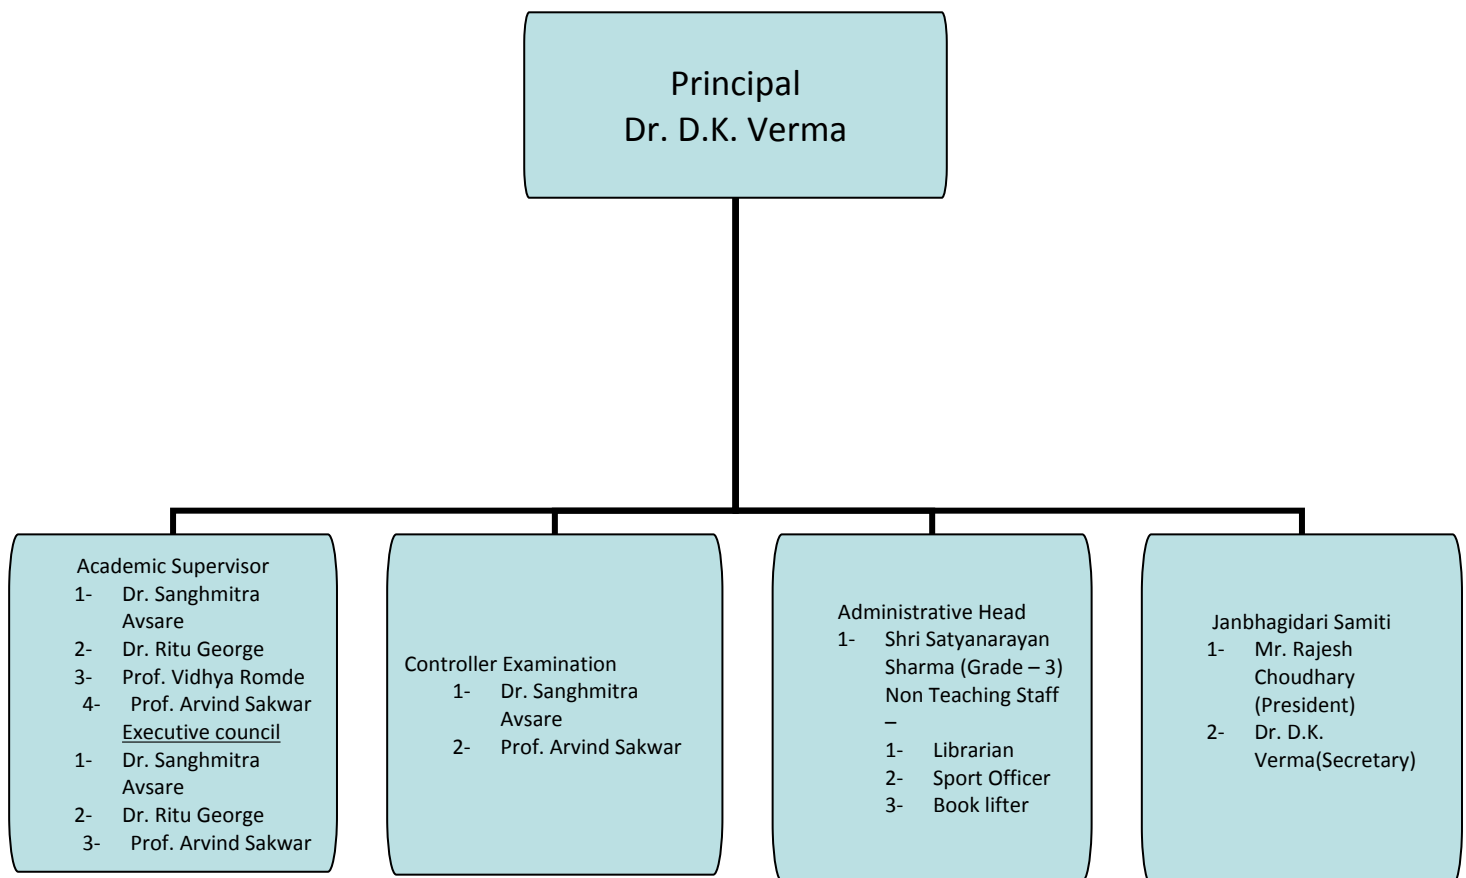 Principal
Dr. D.K. Verma
Academic Supervisor
1- Dr. Sanghmitra
Avsare
2- Dr. Ritu George
3- Prof. Vidhya Romde
4- Prof. Arvind Sakwar
Executive council
1- Dr. Sanghmitra
Avsare
2- Dr. Ritu George
3- Prof. Arvind Sakwar
Controller Examination
1- Dr. Sanghmitra
Avsare
2- Prof. Arvind Sakwar
Administrative Head
1- Shri Satyanarayan
Sharma (Grade – 3)
Non Teaching Staff
–
1- Librarian
2- Sport Officer
3- Book lifter
Janbhagidari Samiti
1- Mr. Rajesh
Choudhary
(President)
2- Dr. D.K.
Verma(Secretary)